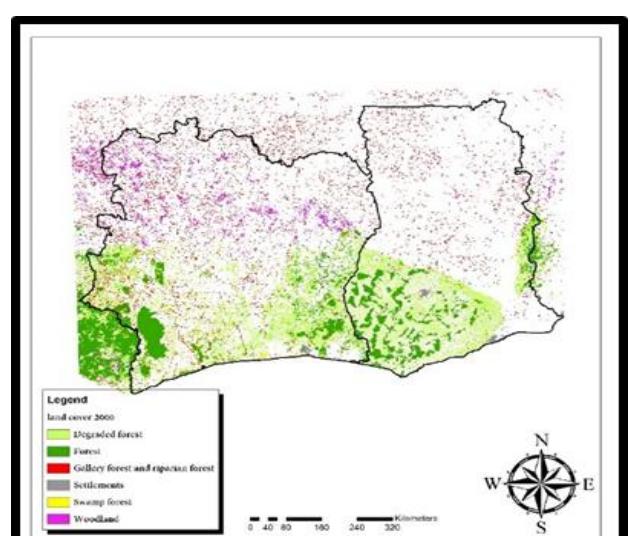 Legend
land cover 2000
Degraded forest
Forest
Gallery forest and riparian forest
Settlements
Swamp forest
Woodland
N
W E
S
Kilometers
0 40 80 160 240 320